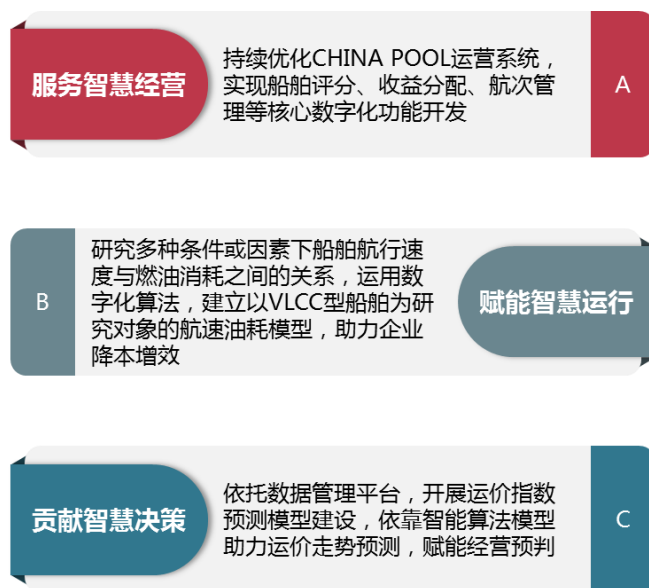 服务智慧经营
持续优化CHINA POOL运营系统，
实现船舶评分、收益分配、航次管
理等核心数字化功能开发
A
B
研究多种条件或因素下船舶航行速
度与燃油消耗之间的关系，运用数
字化算法，建立以VLCC型船舶为研
究对象的航速油耗模型，助力企业
降本增效
赋能智慧运行
贡献智慧决策
依托数据管理平台，开展运价指数
预测模型建设，依靠智能算法模型
助力运价走势预测，赋能经营预判
C